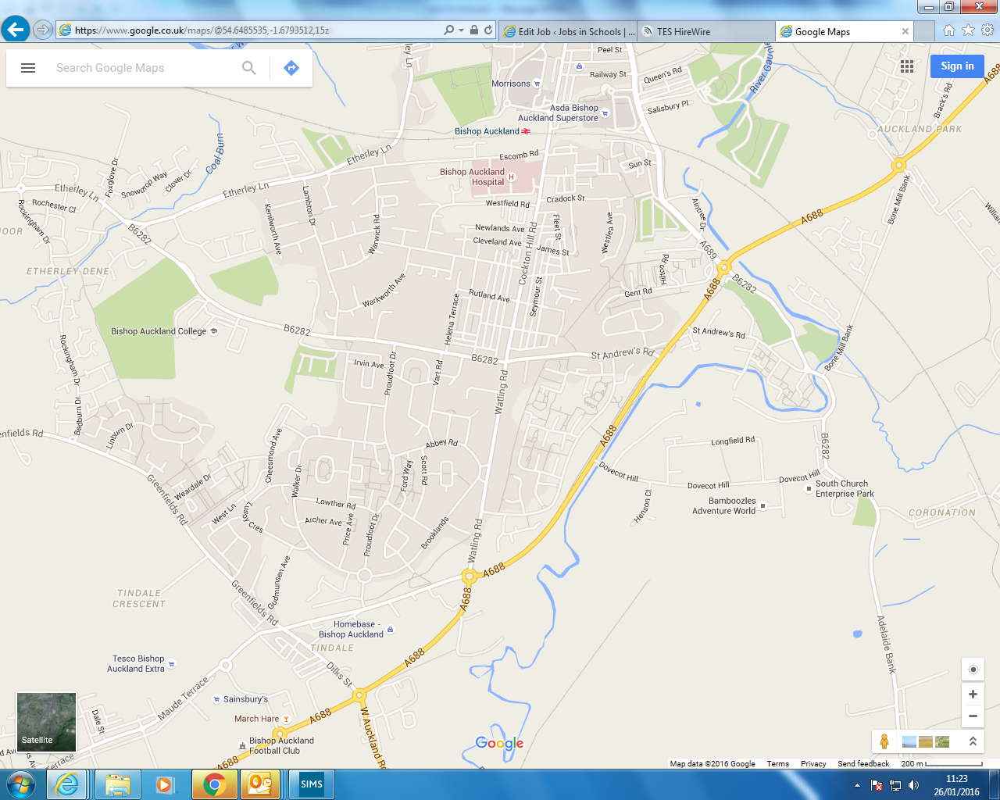 https://www.google.co.uk/maps/@54.6485535,-1.6793512,15z
Edit Job ‹ Jobs in Schools | ...
TES HireWire
Google Maps
Search Google Maps
Sign in
Peel St
Railway St
Queen's Rd
Salisbury Pl
River Gaunless
A688
Brack's Rd
Morrisons
Asda Bishop
Auckland Superstore
AUCKLAND PARK
Bishop Auckland
Etherley Ln
Escomb Rd
Sun St
Coal Burn
Foxglove Dr
Snowdrop Way
Clover Dr
Bishop Auckland
Hospital
Etherley Ln
Etherley Ln
Rochester Cl
Rockingham Dr
Lambton Dr
Kenilworth Ave
Westfield Rd
Cradock St
Bone Mill Bank
Aintree Dr
A688
B6282
Warwick Rd
Newlands Ave
Cleveland Ave
Fleet St
James St
Westlea Ave
Cockton Hill Rd
A689
Hilton Rd
ETHERLEY DENE
Warkworth Ave
Rutland Ave
Seymour St
Gent Rd
A688
B6282
Helena Terrace
Bishop Auckland College
B6282
St Andrew's Rd
St Andrew's Rd
Bone Mill Bank
Rockingham Dr
Irvin Ave
Proudfoot Dr
Vart Rd
B6282
Watling Rd
Bedburn Dr
Linburn Dr
Greenfields Rd
Cheesmond Ave
Abbey Rd
A688
Longfield Rd
B6282
Walker Dr
Ford Way
Scott Rd
Dovecot Hill
Dovecot Hill
Dovecot Hill
South Church
Enterprise Park
Weardale Dr
Greenfields Rd
West Ln
Lusby Cres
Lowther Rd
Archer Ave
Price Ave
Proudfoot Dr
Brooklands
Henson Cl
Bamboozles
Adventure World
CORONATION
Watling Rd
A688
A688
Gudmunsen Ave
Greenfields Rd
TINDALE
CRESCENT
Homebase -
Bishop Auckland
TINDALE
Adelaide Bank
Tesco Bishop
Auckland Extra
A688
Dilks St
Maude Terrace
Sainsbury's
March Hare
A688
W Auckland Rd
Dale St
Bishop Auckland
Football Club
A688
Satellite
Google
Map data ©2016 Google
Terms
Privacy
Send feedback
200 m
SIMS
11:23
26/01/2016